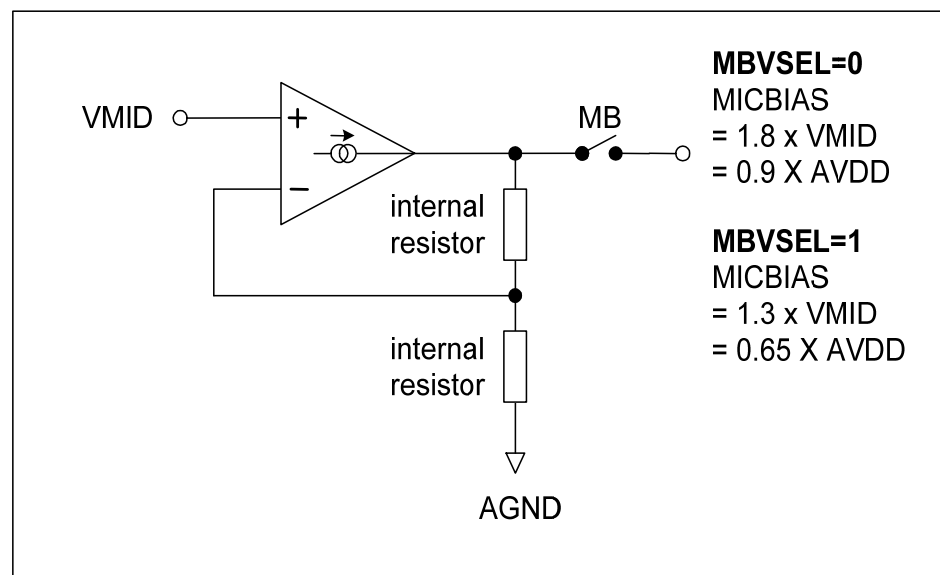 MBVSEL=0
MICBIAS
= 1.8 x VMID
= 0.9 X AVDD
VMID
+
MB
−
internal
resistor
MBVSEL=1
MICBIAS
= 1.3 x VMID
= 0.65 X AVDD
internal
resistor
AGND